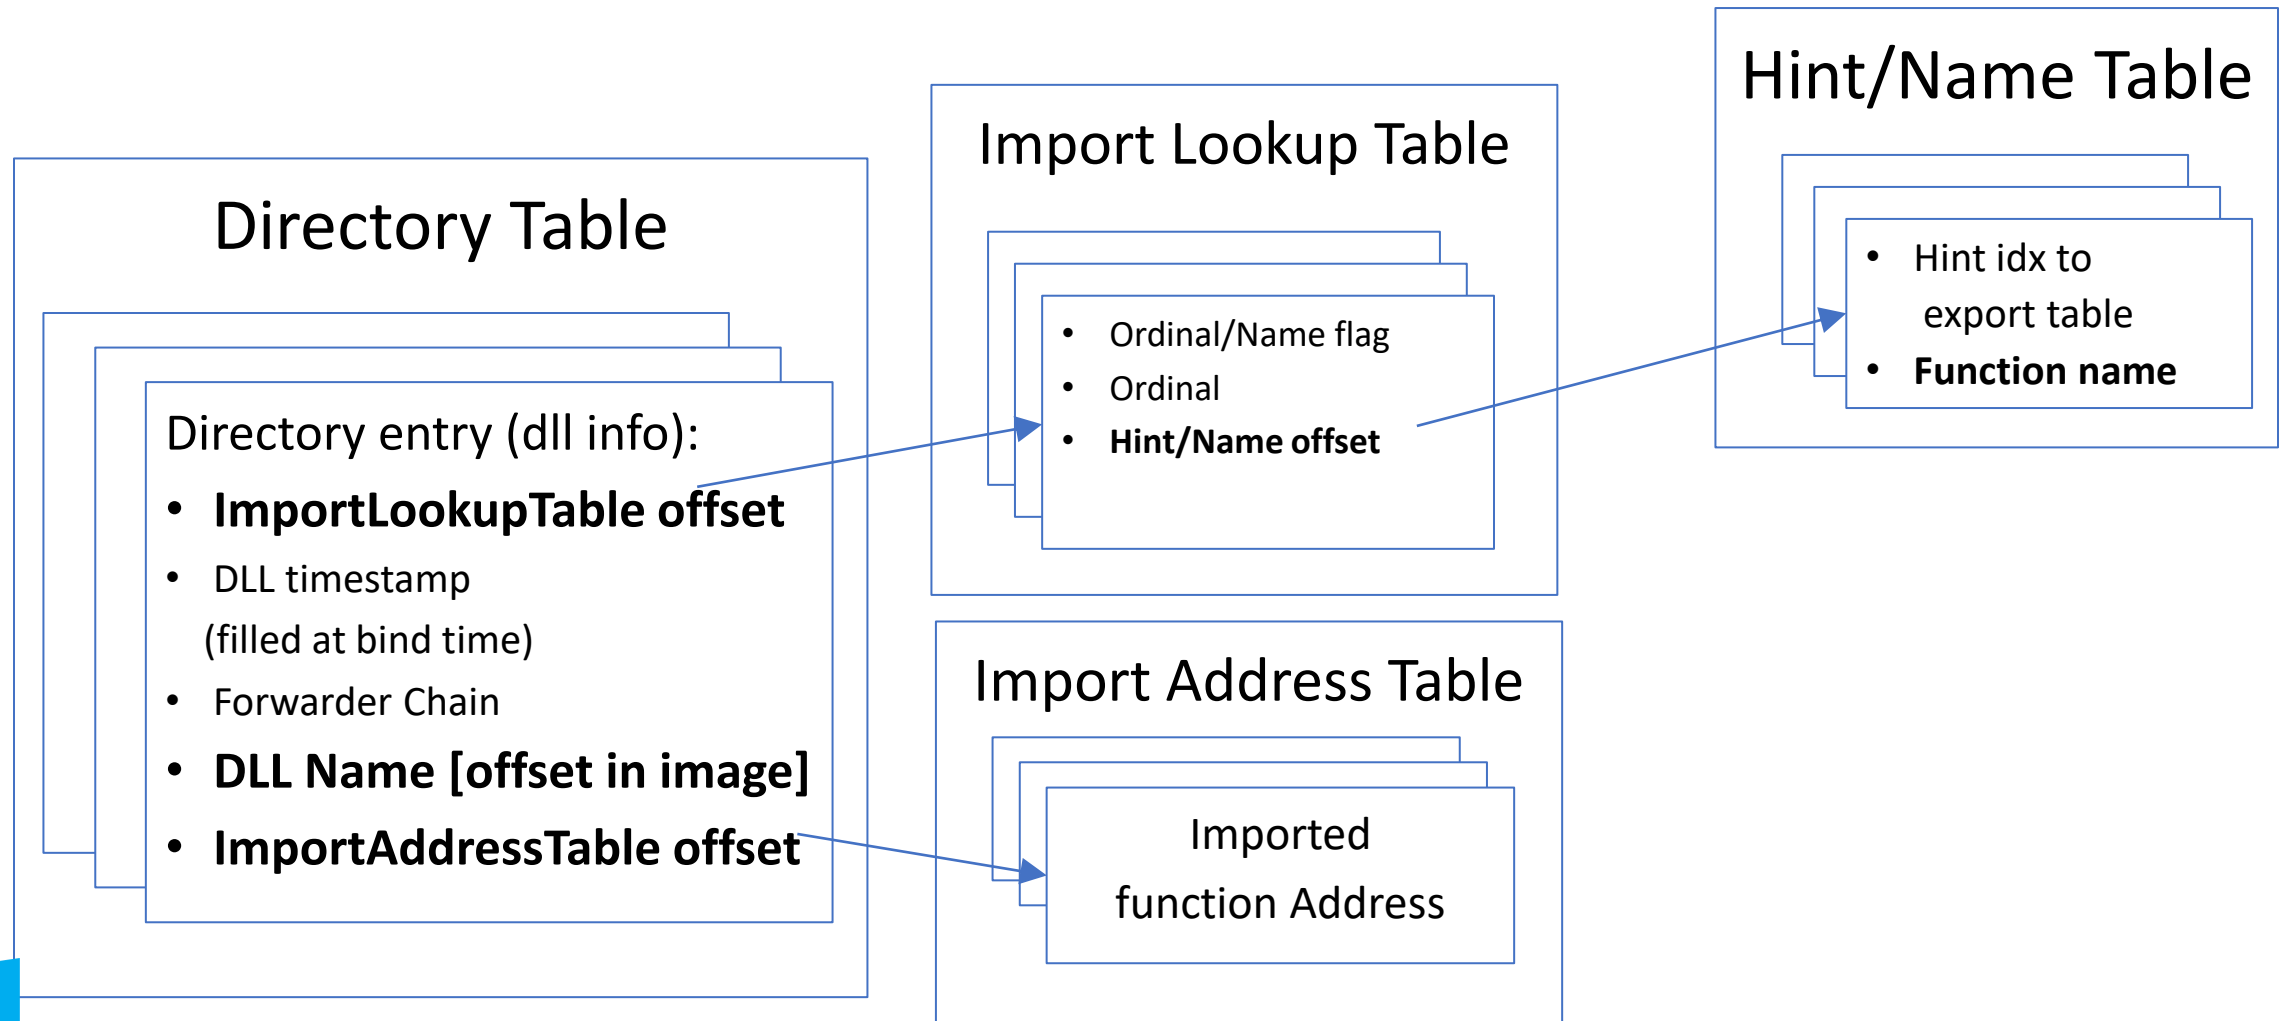 Directory Table
Directory entry (dll info):
• ImportLookupTable offset
• DLL timestamp
(filled at bind time)
• Forwarder Chain
• DLL Name [offset in image]
• ImportAddressTable offset
Import Lookup Table
• Ordinal/Name flag
• Ordinal
• Hint/Name offset
Import Address Table
Imported
function Address
Hint/Name Table
• Hint idx to
export table
• Function name